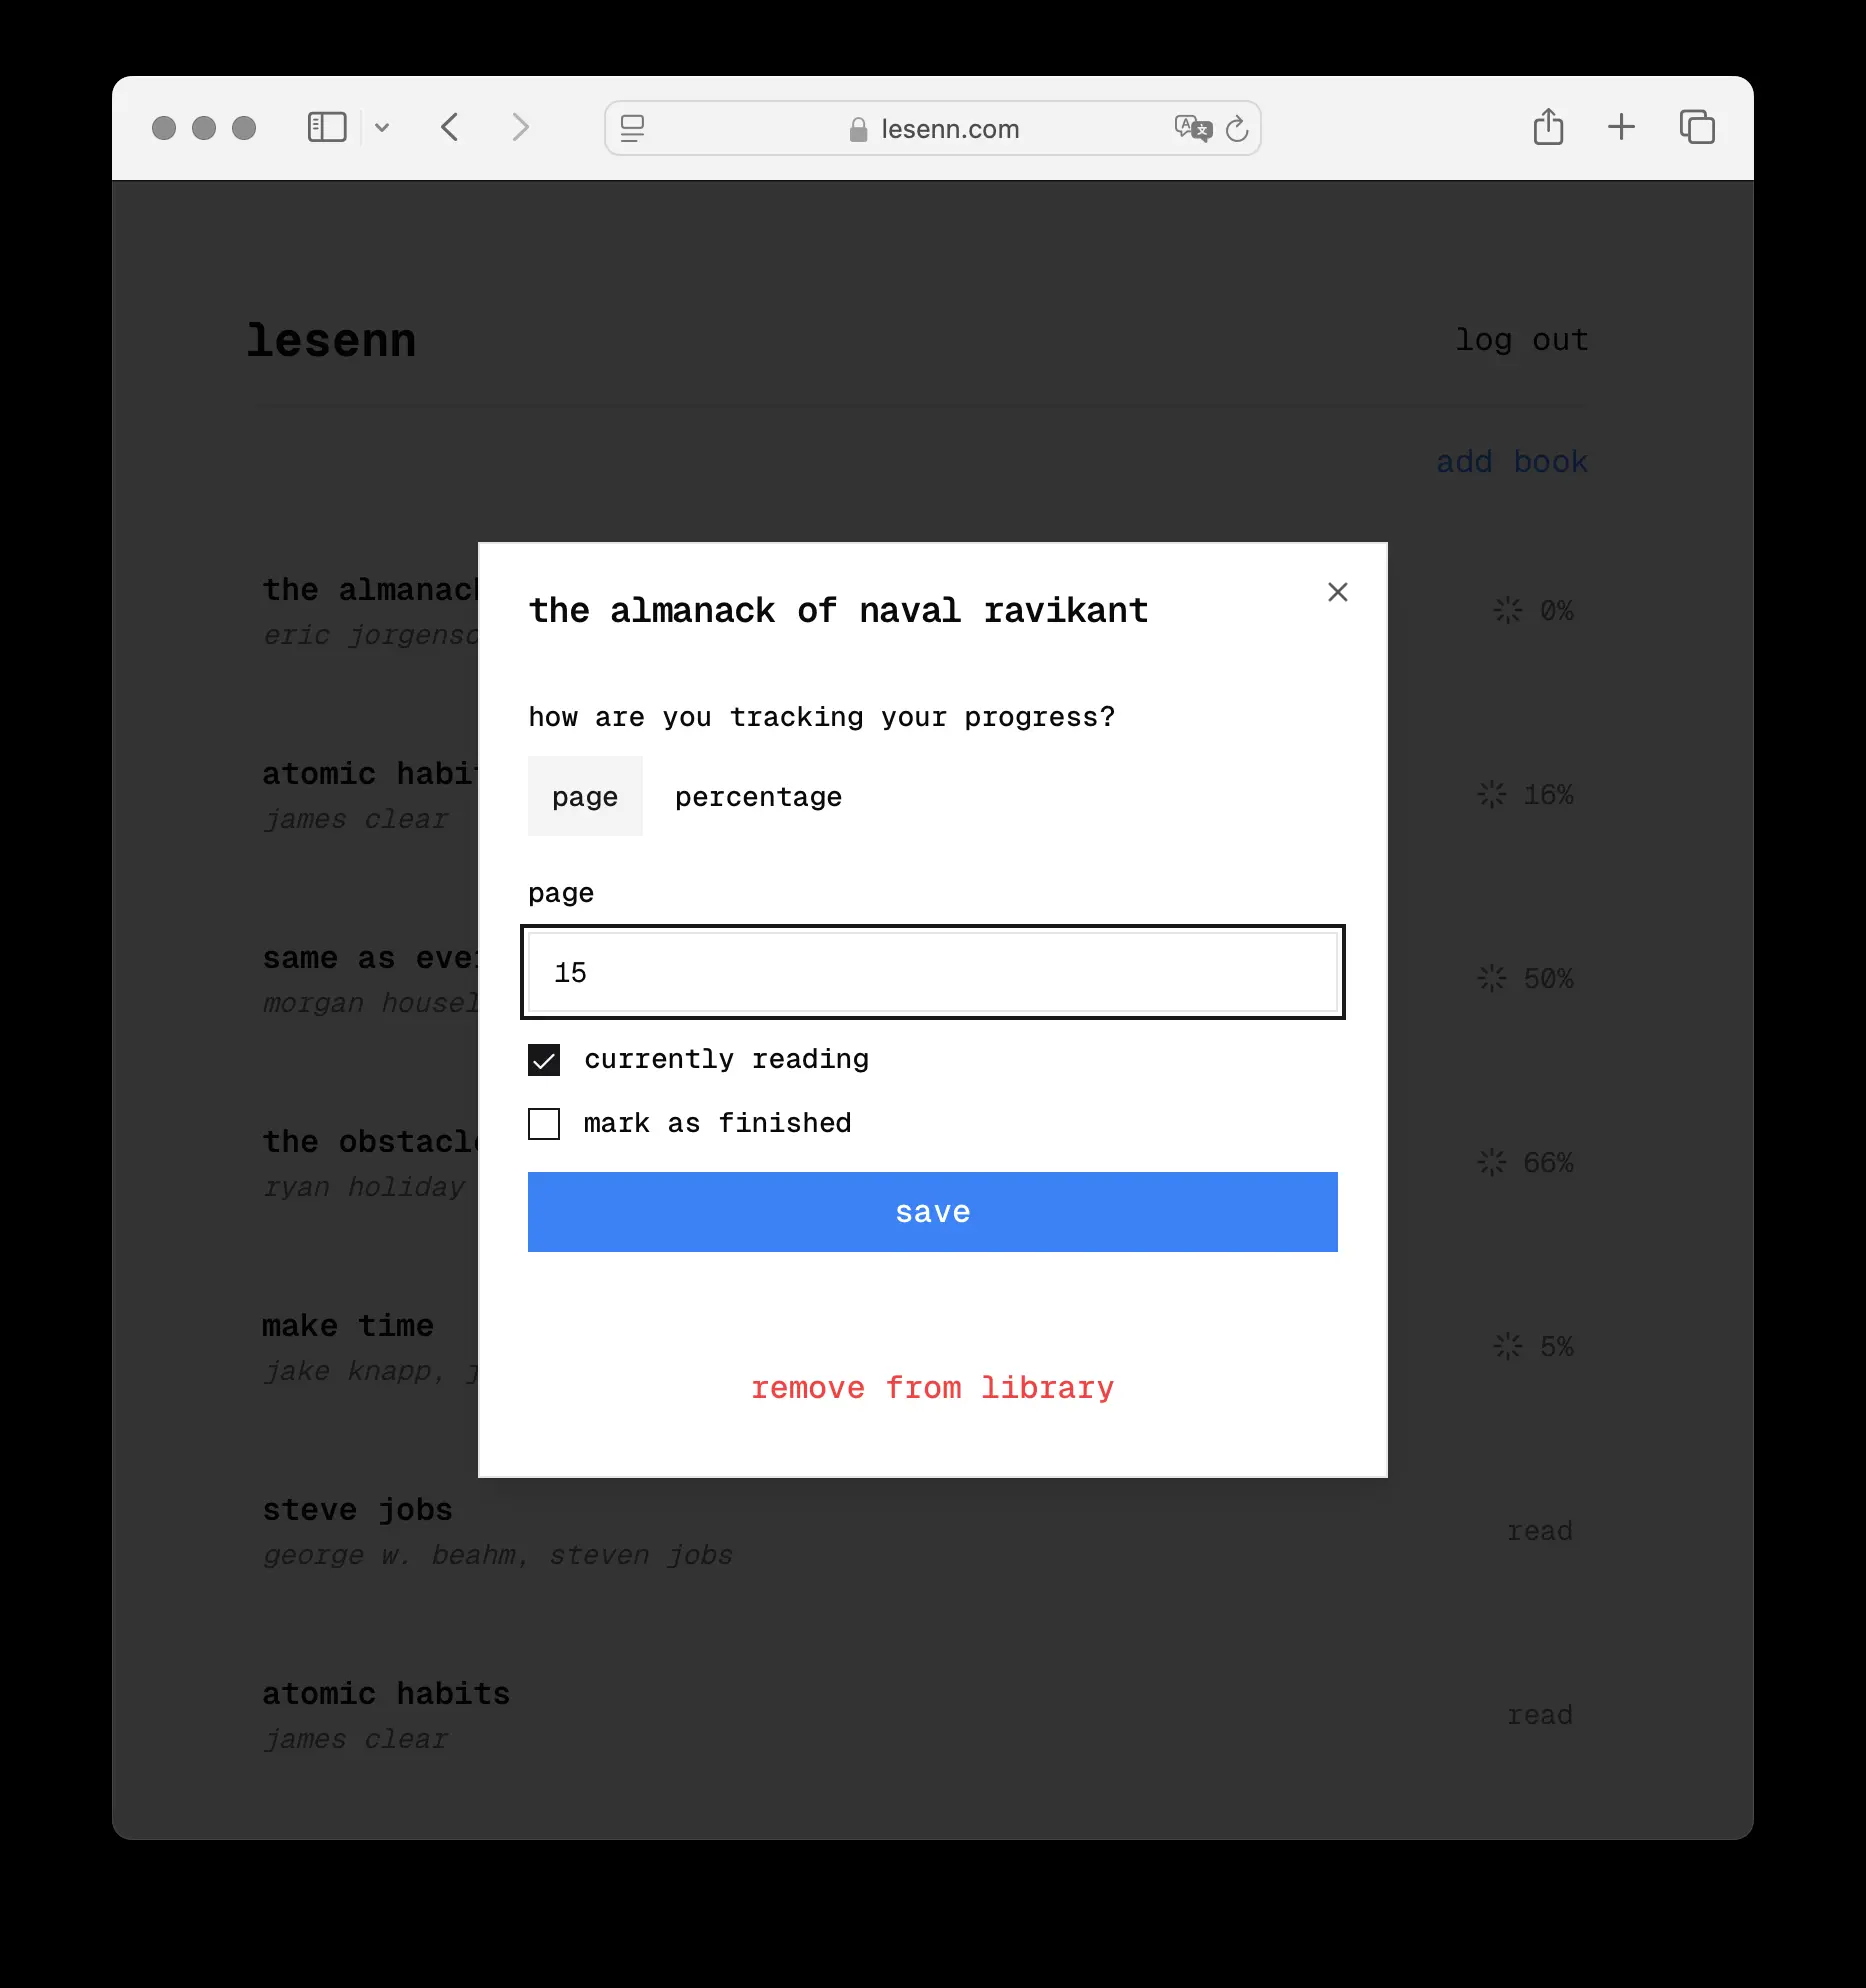 lesenn.com
lesenn
log out
add book
the almanack
eric jorgenso
0%
atomic habi
james clear
16%
same as eve
morgan housel
50%
the obstacl
ryan holiday
66%
make time
jake knapp, j
5%
steve jobs
george w. beahm, steven jobs
read
atomic habits
james clear
read
the almanack of naval ravikant
how are you tracking your progress?
page percentage
page
15
currently reading
mark as finished
save
remove from library